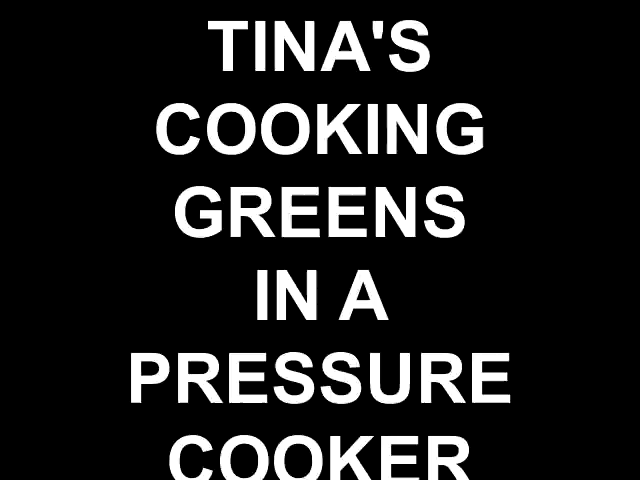 TINA'S
COOKING
GREENS
IN A
PRESSURE
COOKER